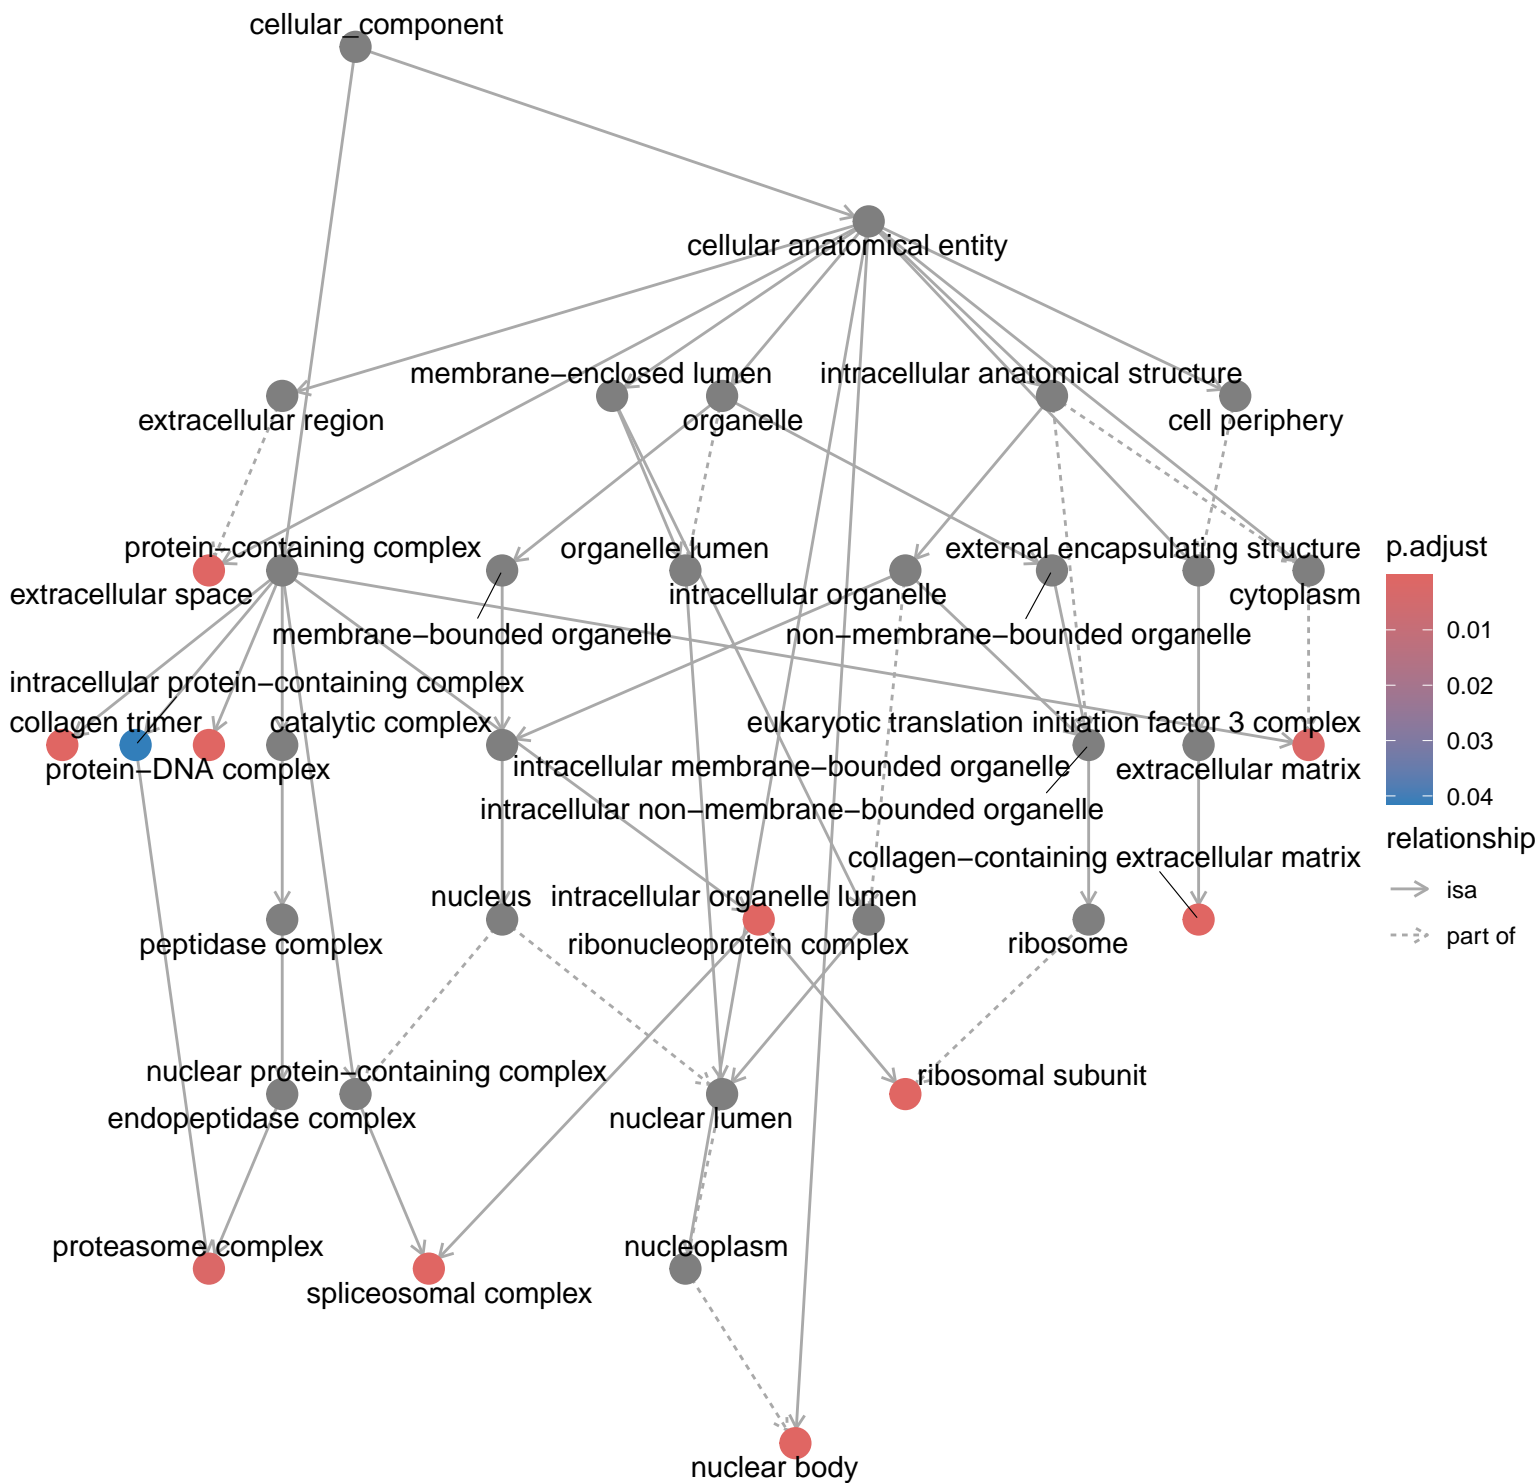 cellular_component
cellular anatomical entity
membrane−enclosed lumen
intracellular anatomical structure
extracellular region
organelle
cell periphery
protein−containing complex
organelle lumen
external encapsulating structure
p.adjust
extracellular space
intracellular organelle
cytoplasm
membrane−bounded organelle
non−membrane−bounded organelle
0.01
intracellular protein−containing complex
0.02
collagen trimer
catalytic complex
eukaryotic translation initiation factor 3 complex
0.03
protein−DNA complex
intracellular membrane−bounded organelle
extracellular matrix
0.04
intracellular non−membrane−bounded organelle
relationship
collagen−containing extracellular matrix
isa
nucleus
intracellular organelle lumen
part of
peptidase complex
ribonucleoprotein complex
ribosome
nuclear protein−containing complex
ribosomal subunit
endopeptidase complex
nuclear lumen
proteasome complex
nucleoplasm
spliceosomal complex
nuclear body